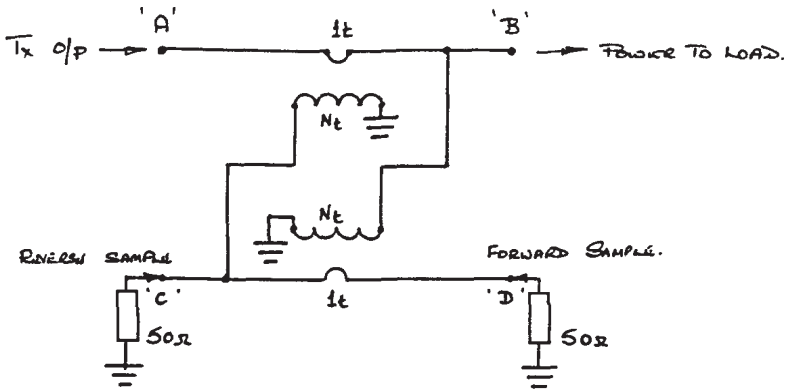 'A'
1t
'B'
Tx O/P
POWER TO LOAD.
Nt
Nt
REVERSE SAMPLE
FORWARD SAMPLE.
'C'
1t
'D'
50Ω
50Ω